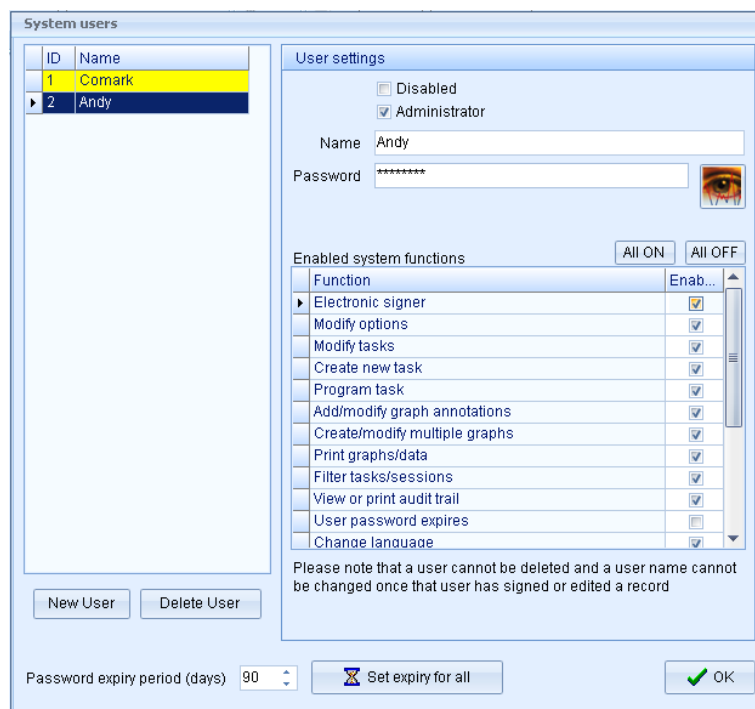 System users
ID Name
1 Comark
2 Andy
New User
Delete User
User settings
Disabled
Administrator
Name Andy
Password ********
Enabled system functions
All ON
All OFF
Function Enab...
Electronic signer
Modify options
Modify tasks
Create new task
Program task
Add/modify graph annotations
Create/modify multiple graphs
Print graphs/data
Filter tasks/sessions
View or print audit trail
User password expires
Change language
Please note that a user cannot be deleted and a user name cannot
be changed once that user has signed or edited a record
Password expiry period (days) 90
Set expiry for all
OK